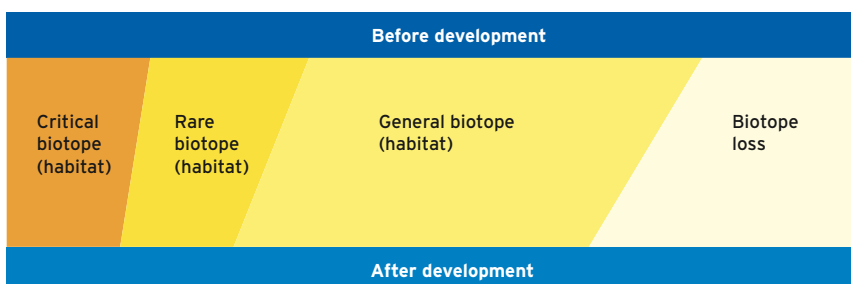 Before development
Critical
biotope
(habitat)
Rare
biotope
(habitat)
General biotope
(habitat)
Biotope
loss
After development